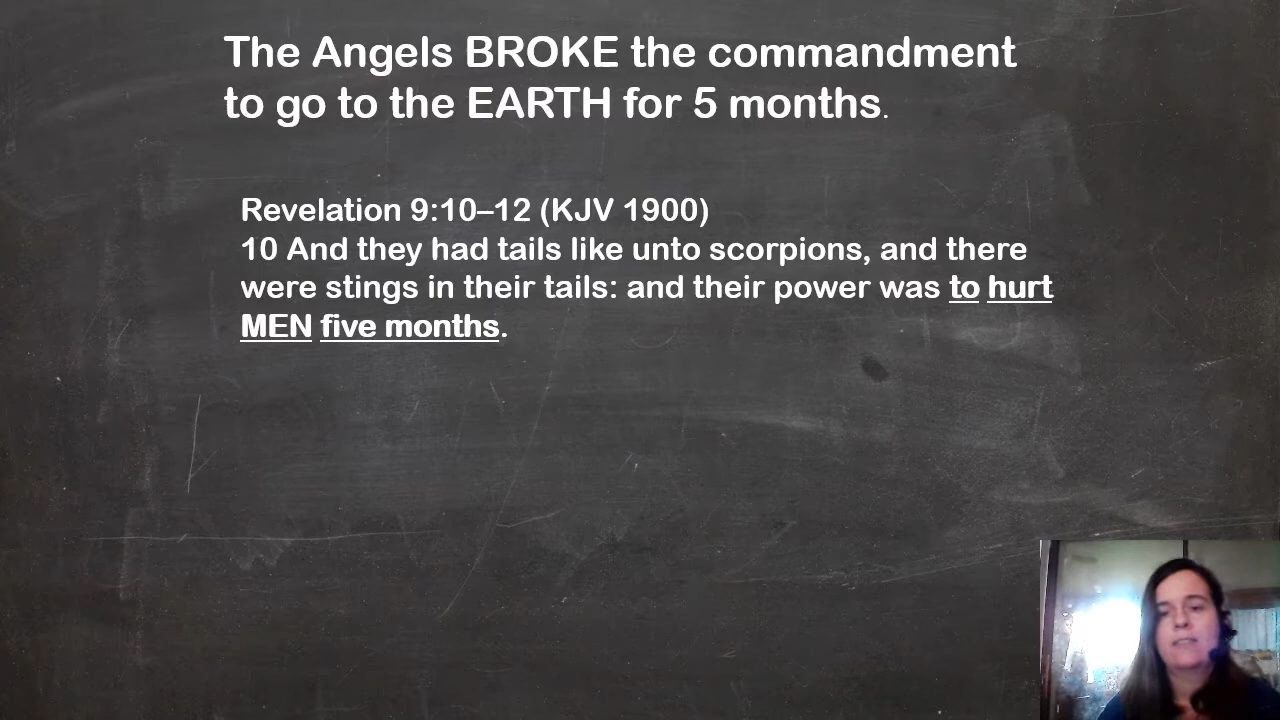 The Angels BROKE the commandment
to go to the EARTH for 5 months.
Revelation 9:10–12 (KJV 1900)
10 And they had tails like unto scorpions, and there
were stings in their tails: and their power was to hurt
MEN five months.